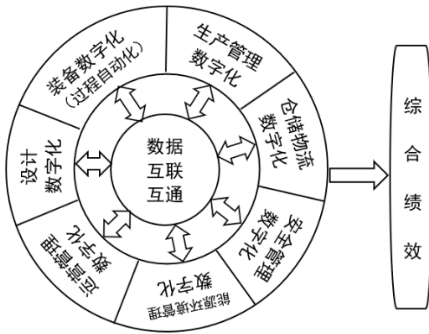 装备数字化
(过程自动化)
生产管理
数字化
仓储物流
数字化
安全管理
数字化
能源环境管理
数字化
运营管理
数字化
设计
数字化
数据
互联
互通
综合绩效